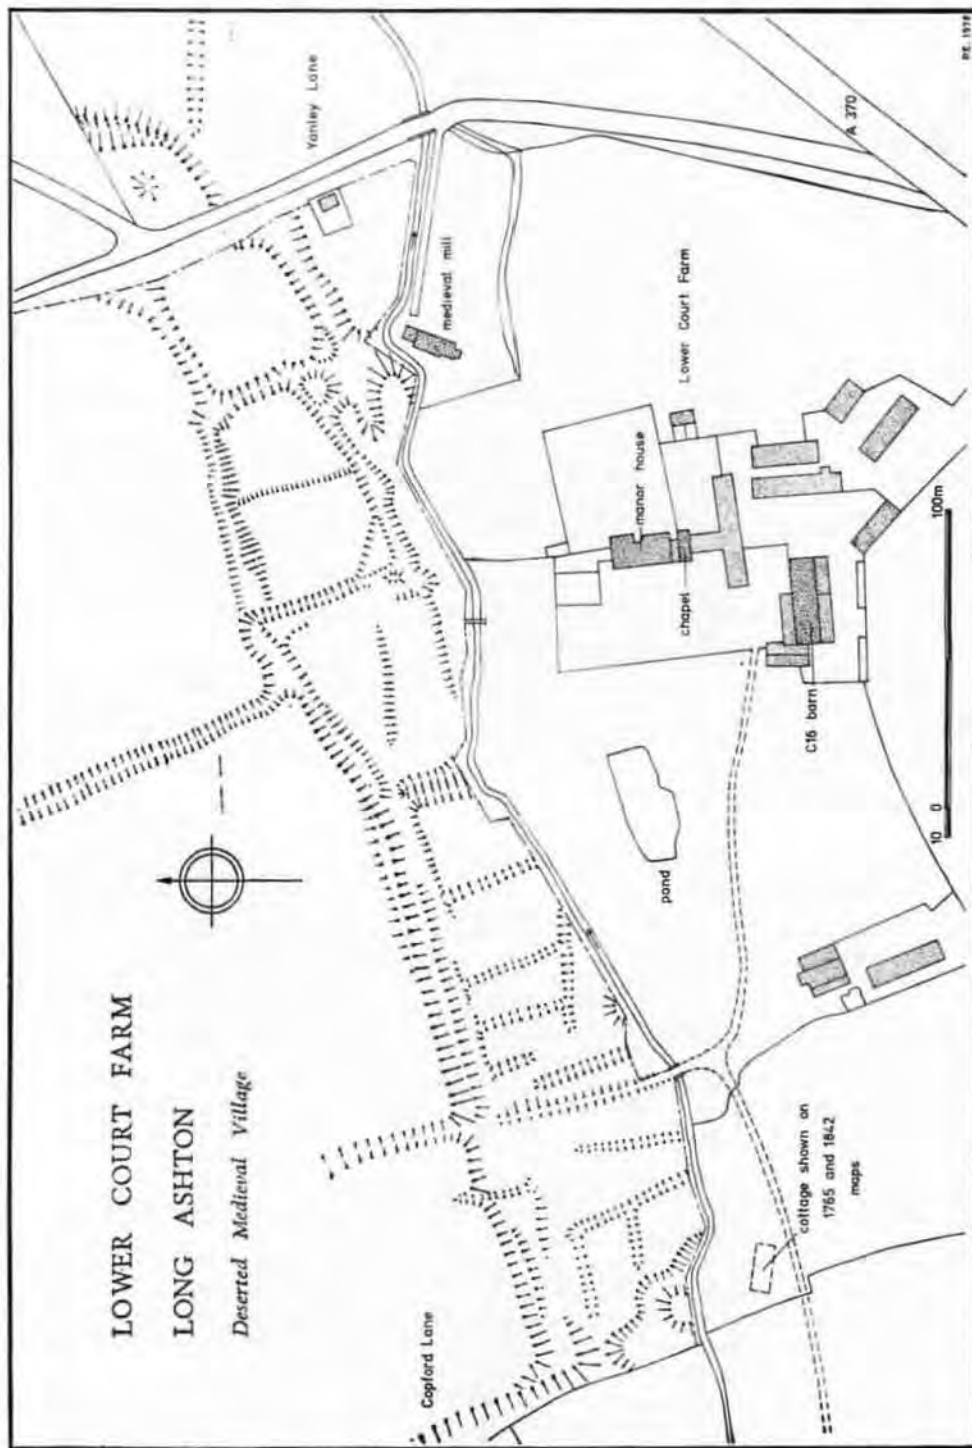 LOWER COURT FARM
LONG ASHTON
Deserted Medieval Village
Copford Lane
Yanley Lane
A 370
medieval mill
Lower Court Farm
manor house
chapel
C16 barn
pond
cottage shown on
1765 and 1842
maps
10 0 100m
P.E. 1978